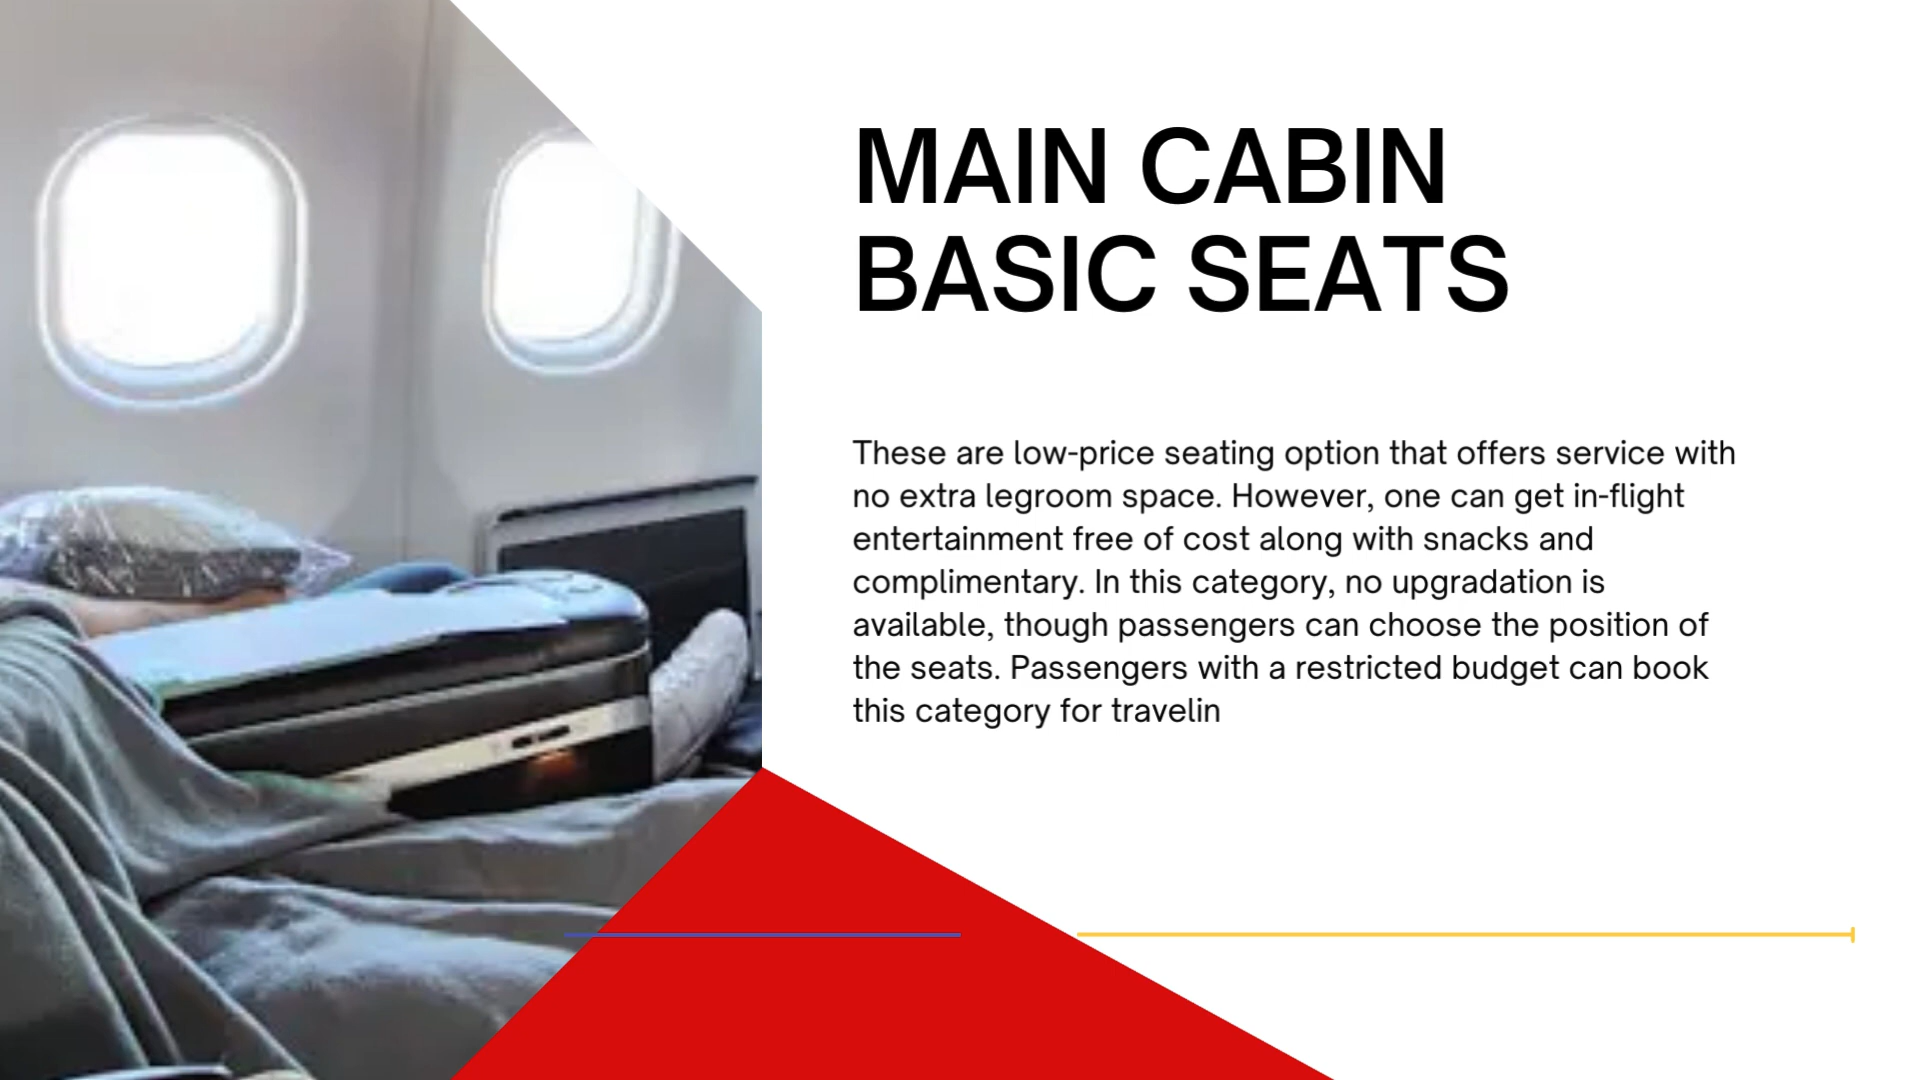 MAIN CABIN
BASIC SEATS
These are low-price seating option that offers service with
no extra legroom space. However, one can get in-flight
entertainment free of cost along with snacks and
complimentary. In this category, no upgradation is
available, though passengers can choose the position of
the seats. Passengers with a restricted budget can book
this category for travelin